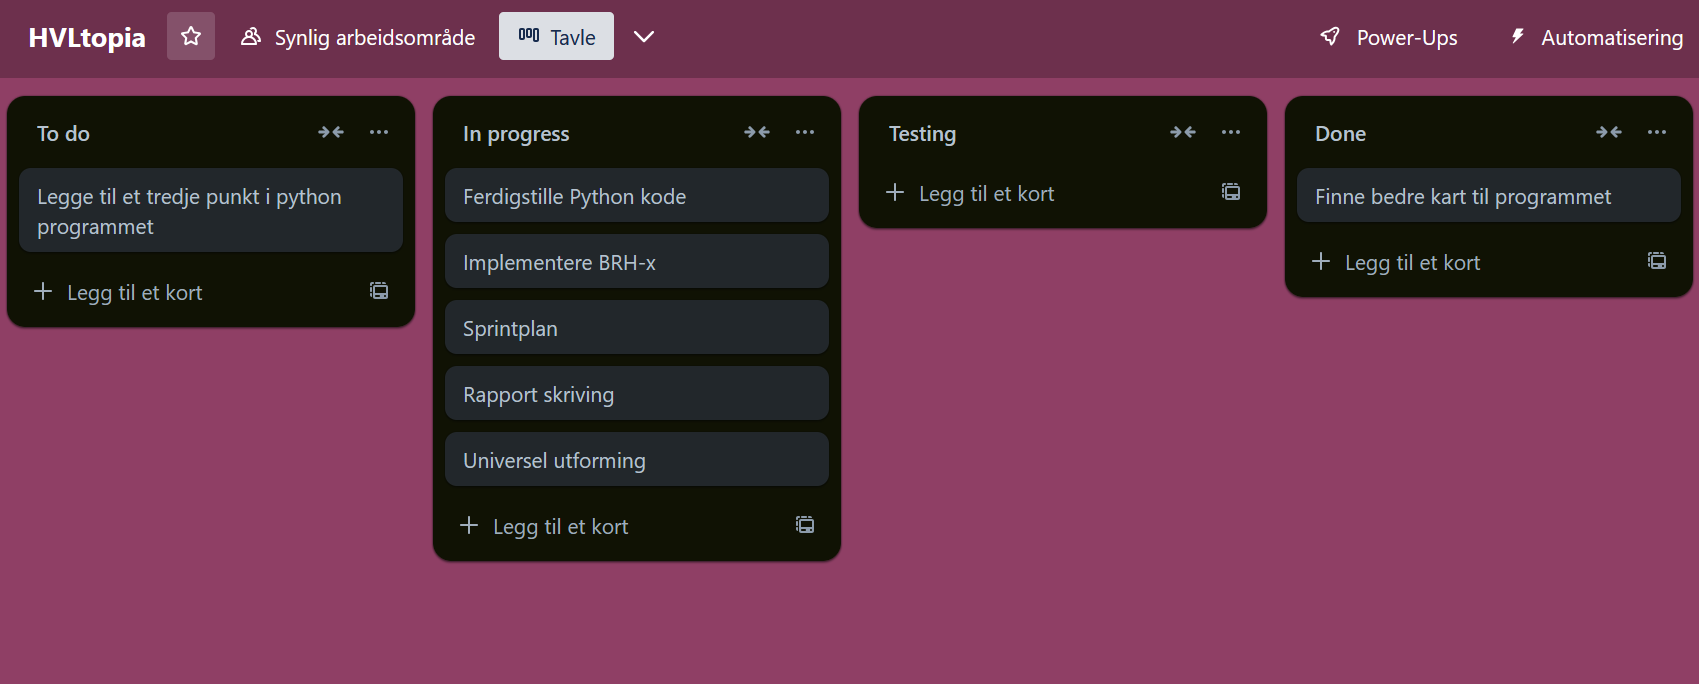 HVLtopia
Synlig arbeidsområde
Tavle
Power-Ups
Automatisering
To do
Legge til et tredje punkt i python
programmet
Legg til et kort
In progress
Ferdigstille Python kode
Implementere BRH-x
Sprintplan
Rapport skriving
Universel utforming
Legg til et kort
Testing
Legg til et kort
Done
Finne bedre kart til programmet
Legg til et kort